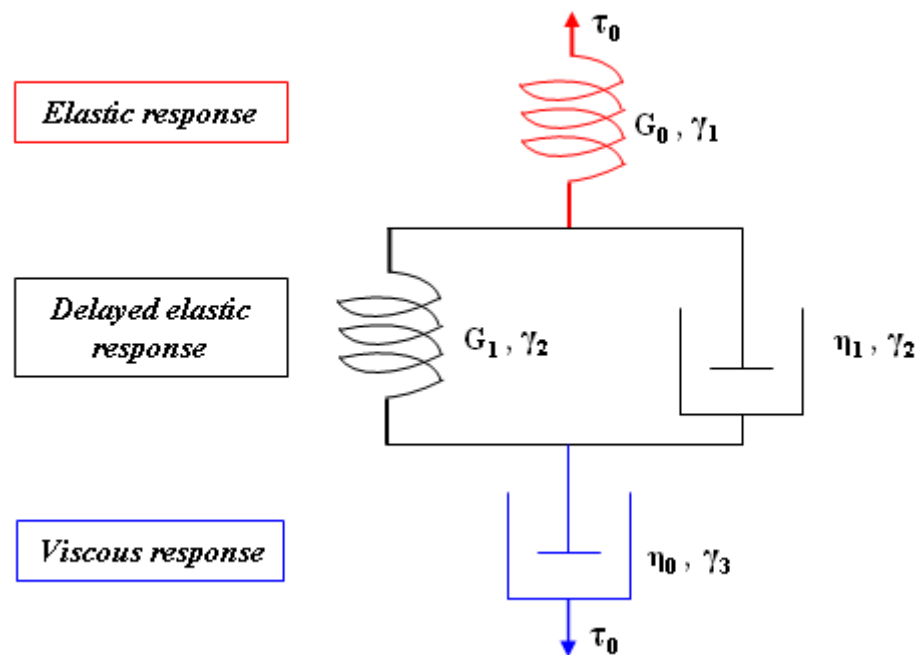 τ₀
Elastic response
G₀ , γ₁
Delayed elastic
response
G₁ , γ₂
η₁ , γ₂
Viscous response
η₀ , γ₃
τ₀